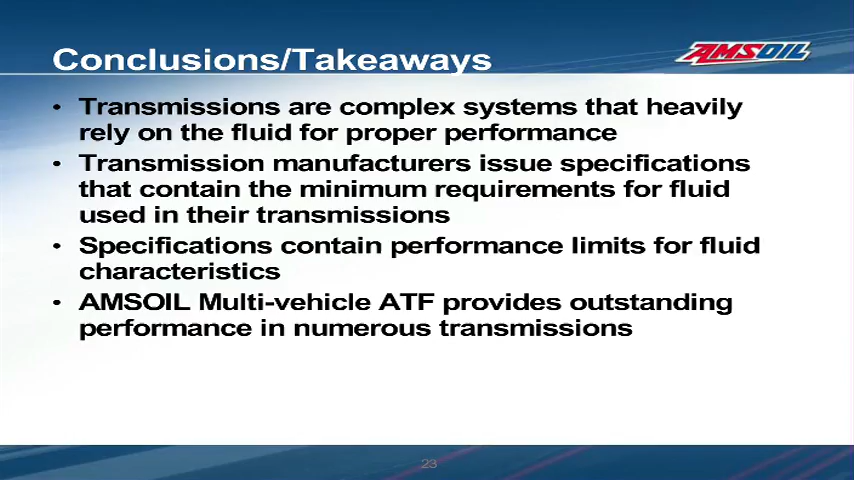 Conclusions/Takeaways
AMSOIL
• Transmissions are complex systems that heavily
rely on the fluid for proper performance
• Transmission manufacturers issue specifications
that contain the minimum requirements for fluid
used in their transmissions
• Specifications contain performance limits for fluid
characteristics
• AMSOIL Multi-vehicle ATF provides outstanding
performance in numerous transmissions
23